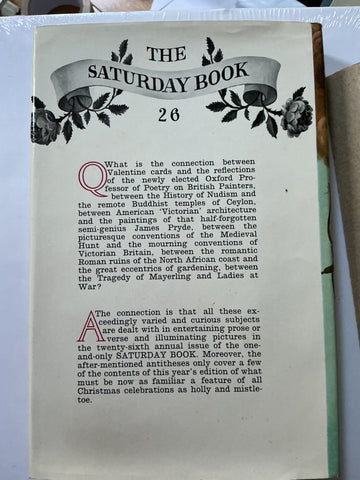 THE
SATURDAY BOOK
26
Q What is the connection between
Valentine cards and the reflections
of the newly elected Oxford Pro-
fessor of Poetry on British Painters,
between the History of Nudism and
the remote Buddhist temples of Ceylon,
between American 'Victorian' architecture
and the paintings of that half-forgotten
semi-genius James Pryde, between the
picturesque conventions of the Medieval
Hunt and the mourning conventions of
Victorian Britain, between the romantic
Roman ruins of the North African coast and
the great eccentrics of gardening, between
the Tragedy of Mayerling and Ladies at
War?
A The connection is that all these ex-
ceedingly varied and curious subjects
are dealt with in entertaining prose or
verse and illuminating pictures in
the twenty-sixth annual issue of the one-
and-only SATURDAY BOOK. Moreover, the
after-mentioned antitheses only cover a few
of the contents of this year's edition of what
must be now as familiar a feature of all
Christmas celebrations as holly and mistle-
toe.